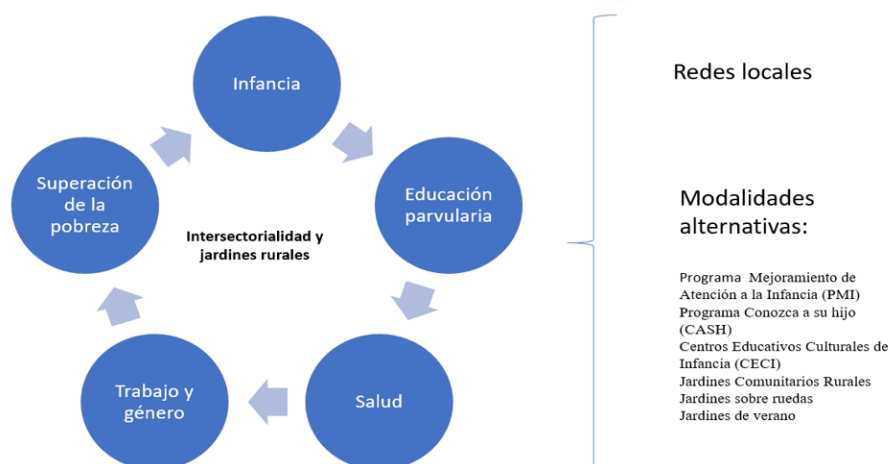 Infancia
Educación
parvularia
Salud
Trabajo y
género
Superación
de la
pobreza
Intersectorialidad y
jardines rurales
Redes locales
Modalidades
alternativas:
Programa Mejoramiento de
Atención a la Infancia (PMI)
Programa Conozca a su hijo
(CASH)
Centros Educativos Culturales de
Infancia (CECI)
Jardines Comunitarios Rurales
Jardines sobre ruedas
Jardines de verano